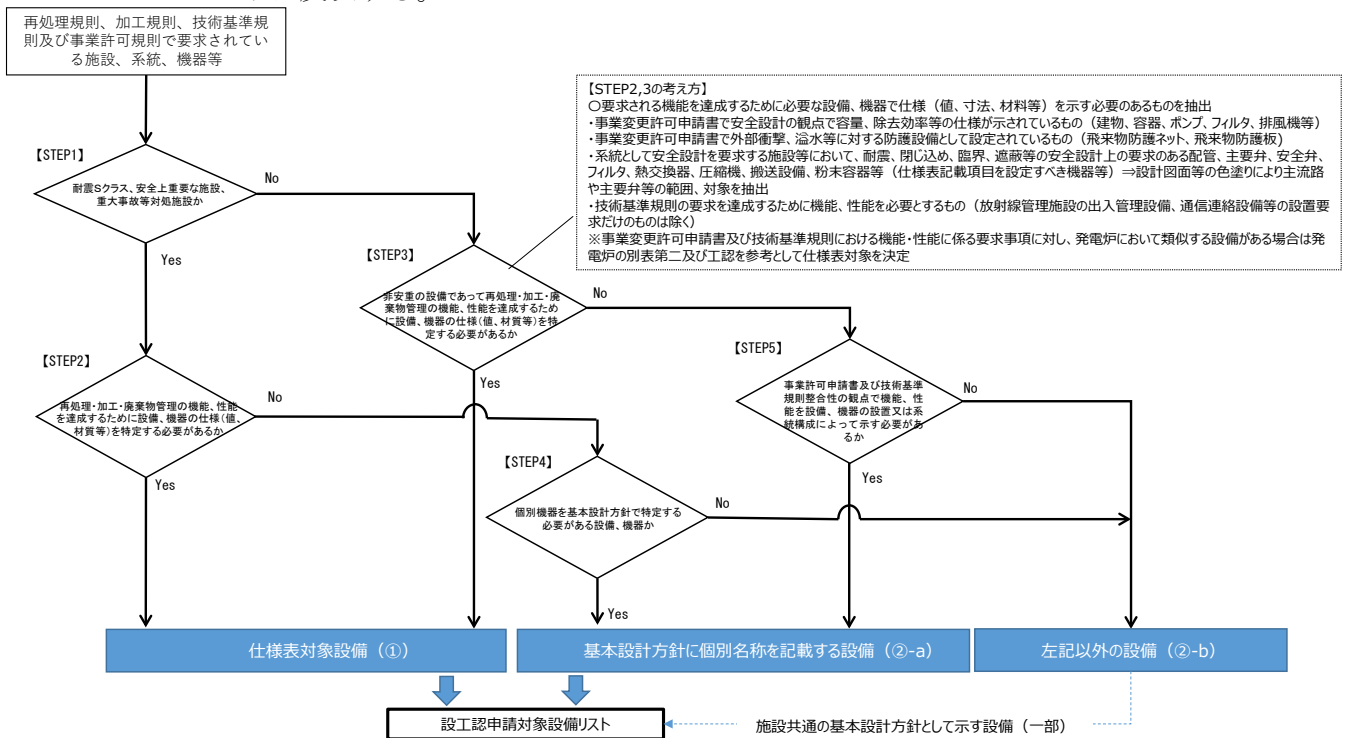 再処理規則、加工規則、技術基準規
則及び事業許可規則で要求されてい
る施設、系統、機器等
【STEP2,3の考え方】
〇要求される機能を達成するために必要な設備、機器で仕様（値、寸法、材料等）を示す必要のあるものを抽出
・事業変更許可申請書で安全設計の観点で容量、除去効率等の仕様が示されているもの（建物、容器、ポンプ、フィルタ、排風機等）
・事業変更許可申請書で外部衝撃、溢水等に対する防護設備として設定されているもの（飛来物防護ネット、飛来物防護板）
・系統として安全設計を要求する施設等において、耐震、閉じ込め、臨界、遮蔽等の安全設計上の要求のある配管、主要弁、安全弁、
フィルタ、熱交換器、圧縮機、搬送設備、粉末容器等（仕様表記載項目を設定すべき機器等）⇒設計図面等の色塗りにより主流路
や主要弁等の範囲、対象を抽出
・技術基準規則の要求を達成するために機能、性能を必要とするもの（放射線管理施設の出入管理設備、通信連絡設備等の設置要
求だけのものは除く）
※事業変更許可申請書及び技術基準規則における機能・性能に係る要求事項に対し、発電炉において類似する設備がある場合は発
電炉の別表第二及び工認を参考として仕様表対象を決定
【STEP1】
耐震Sクラス、安全上重要な施設、
重大事故等対処施設か
No
Yes
【STEP3】
非安重の設備であって再処理・加工・廃
棄物管理の機能、性能を達成するため
に設備、機器の仕様（値、材質等）を特
定する必要があるか
No
Yes
【STEP2】
再処理・加工・廃棄物管理の機能、性能
を達成するために設備、機器の仕様（値、
材質等）を特定する必要があるか
No
Yes
【STEP5】
事業許可申請書及び技術基準
規則整合性の観点で機能、性
能を設備、機器の設置又は系
統構成によって示す必要があ
るか
No
Yes
【STEP4】
個別機器を基本設計方針で特定する
必要がある設備、機器か
No
Yes
仕様表対象設備（①）
基本設計方針に個別名称を記載する設備（②-a）
左記以外の設備（②-b）
設工認申請対象設備リスト
施設共通の基本設計方針として示す設備（一部）